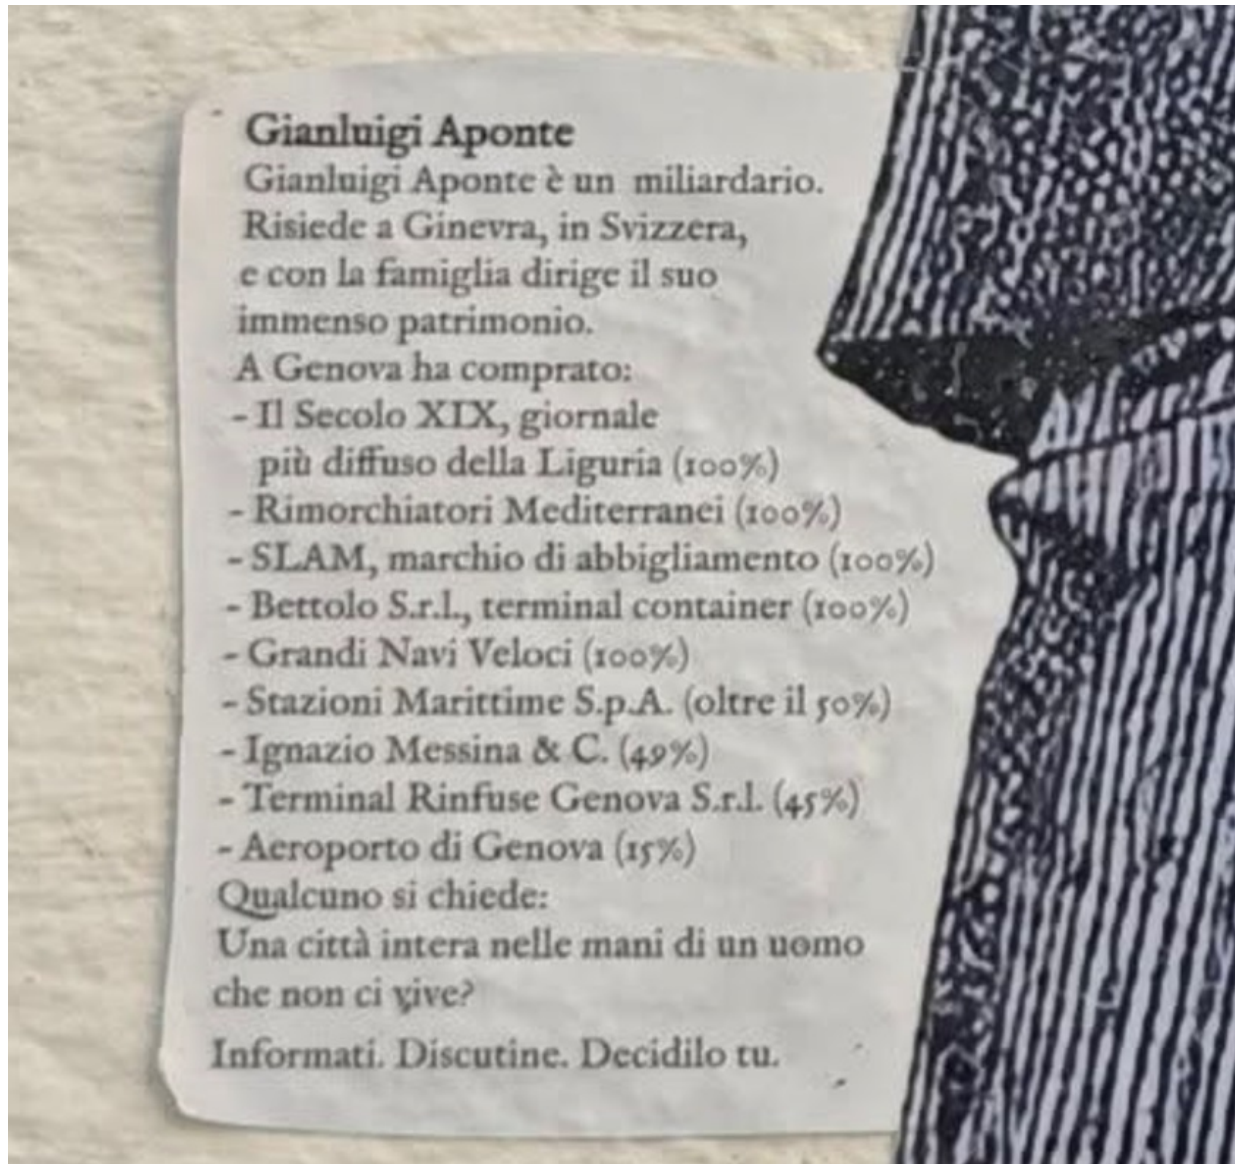 Gianluigi Aponte
Gianluigi Aponte è un miliardario.
Risiede a Ginevra, in Svizzera,
e con la famiglia dirige il suo
immenso patrimonio.
A Genova ha comprato:
- Il Secolo XIX, giornale
più diffuso della Liguria (100%)
- Rimorchiatori Mediterranei (100%)
- SLAM, marchio di abbigliamento (100%)
- Bettolo S.r.l., terminal container (100%)
- Grandi Navi Veloci (100%)
- Stazioni Marittime S.p.A. (oltre il 50%)
- Ignazio Messina & C. (49%)
- Terminal Rinfuse Genova S.r.l. (45%)
- Aeroporto di Genova (15%)
Qualcuno si chiede:
Una città intera nelle mani di un uomo
che non ci vive?
Informati. Discutine. Decidilo tu.